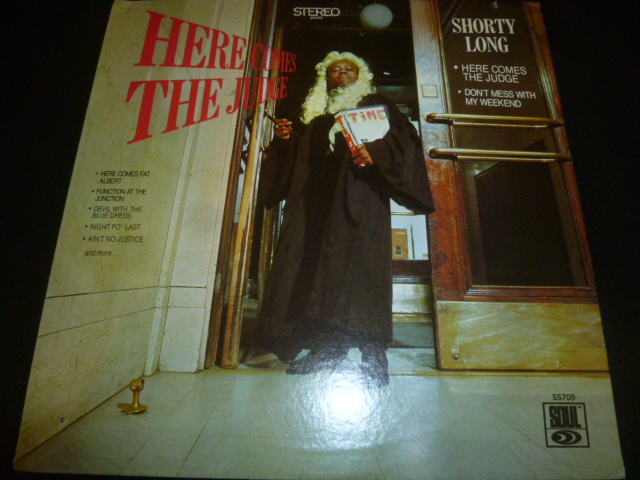 STEREO
HERE COMES
THE JUDGE
SHORTY
LONG
• HERE COMES
THE JUDGE
• DON'T MESS WITH
MY WEEKEND
TIME
• HERE COMES FAT
ALBERT
• FUNCTION AT THE
JUNCTION
• DEVIL WITH THE
BLUE DRESS
• NIGHT FO' LAST
• AIN'T NO JUSTICE
and more...
SS709
SOUL